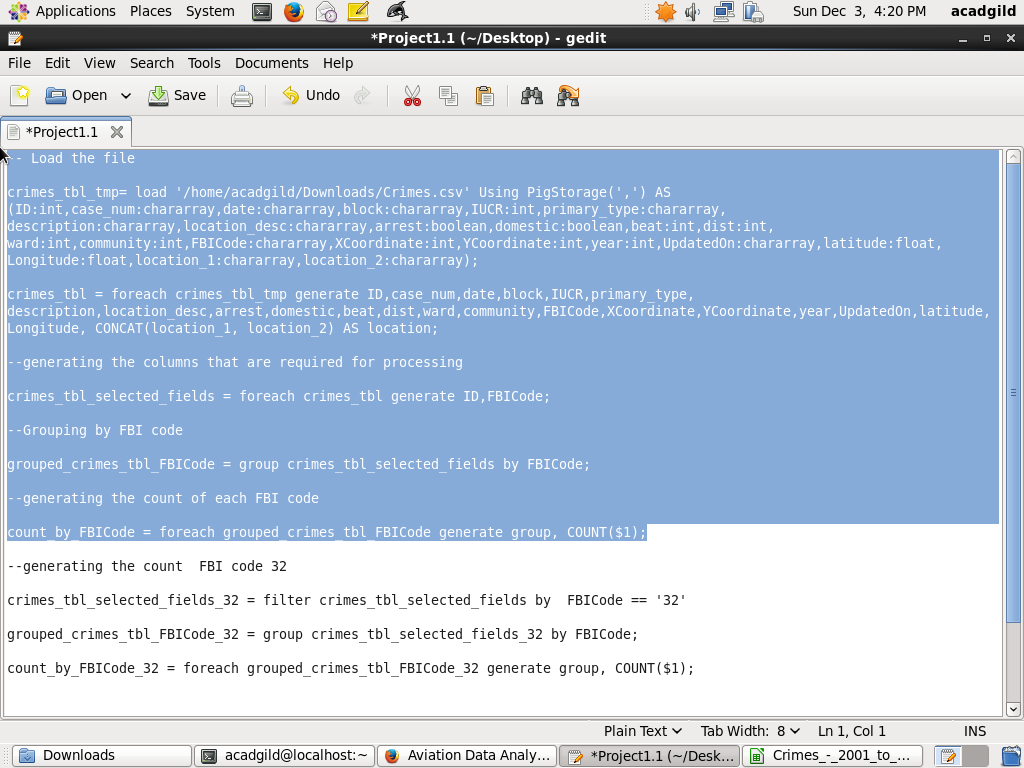 Applications Places System Sun Dec 3, 4:20 PM acadgild
*Project1.1 (~/Desktop) - gedit
File Edit View Search Tools Documents Help
Open Save Undo
*Project1.1
-- Load the file
crimes_tbl_tmp= load '/home/acadgild/Downloads/Crimes.csv' Using PigStorage(',') AS
(ID:int,case_num:chararray,date:chararray,block:chararray,IUCR:int,primary_type:chararray,
description:chararray,location_desc:chararray,arrest:boolean,domestic:boolean,beat:int,dist:int,
ward:int,community:int,FBICode:chararray,XCoordinate:int,YCoordinate:int,year:int,UpdatedOn:chararray,latitude:float,
Longitude:float,location_1:chararray,location_2:chararray);
crimes_tbl = foreach crimes_tbl_tmp generate ID,case_num,date,block,IUCR,primary_type,
description,location_desc,arrest,domestic,beat,dist,ward,community,FBICode,XCoordinate,YCoordinate,year,UpdatedOn,latitude,
Longitude, CONCAT(location_1, location_2) AS location;
--generating the columns that are required for processing
crimes_tbl_selected_fields = foreach crimes_tbl generate ID,FBICode;
--Grouping by FBI code
grouped_crimes_tbl_FBICode = group crimes_tbl_selected_fields by FBICode;
--generating the count of each FBI code
count_by_FBICode = foreach grouped_crimes_tbl_FBICode generate group, COUNT($1);
--generating the count  FBI code 32
crimes_tbl_selected_fields_32 = filter crimes_tbl_selected_fields by  FBICode == '32'
grouped_crimes_tbl_FBICode_32 = group crimes_tbl_selected_fields_32 by FBICode;
count_by_FBICode_32 = foreach grouped_crimes_tbl_FBICode_32 generate group, COUNT($1);
Plain Text Tab Width: 8 Ln 1, Col 1 INS
Downloads acadgild@localhost:~ Aviation Data Analy... *Project1.1 (~/Desk... Crimes_-_2001_to_...